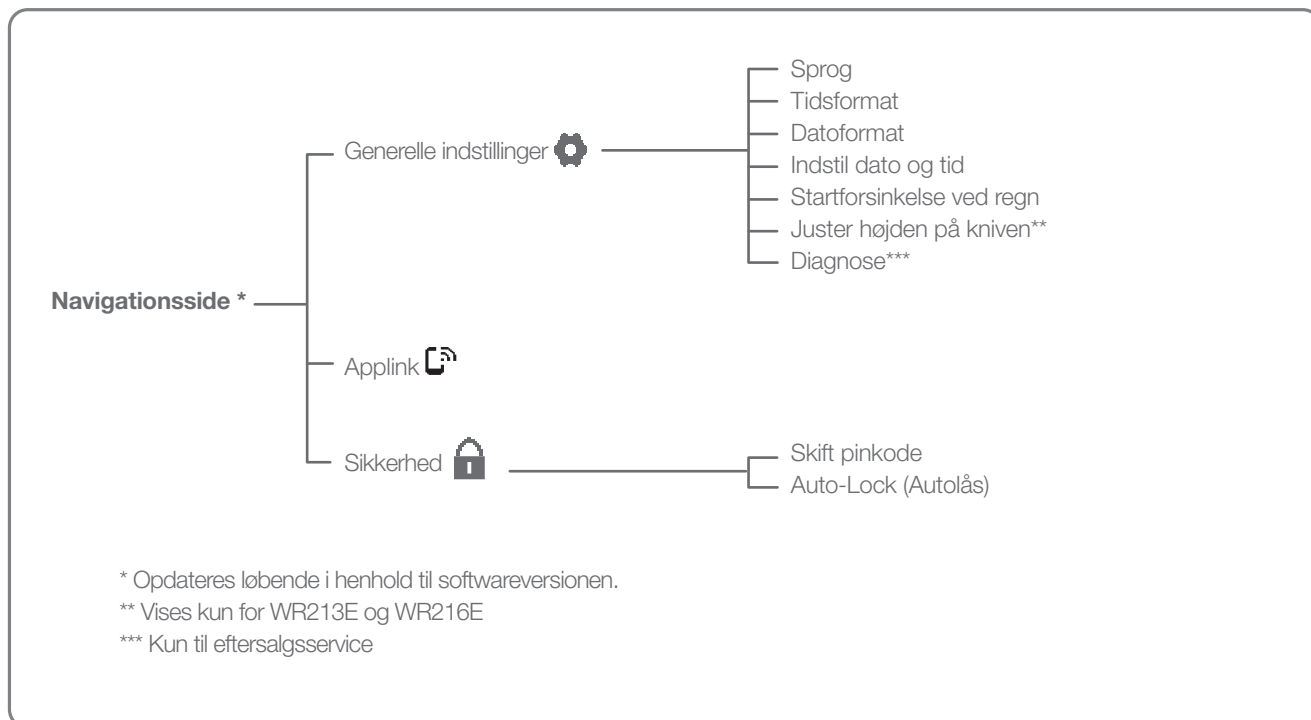 Sprog
Tidsformat
Datoformat
Generelle indstillinger
Indstil dato og tid
Startforsinkelse ved regn
Juster højden på kniven**
Diagnose***
Navigationsside *
Applink
Sikkerhed
Skift pinkode
Auto-Lock (Autolås)
* Opdateres løbende i henhold til softwareversionen.
** Vises kun for WR213E og WR216E
*** Kun til eftersalgsservice